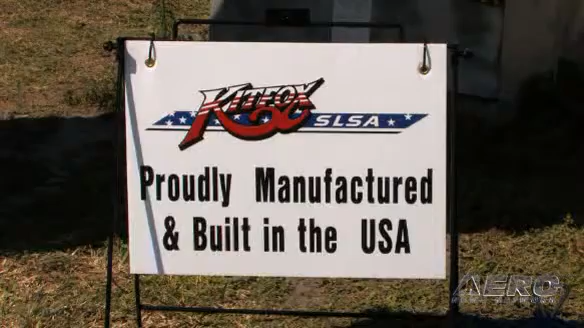 KITFOX
SLSA
Proudly Manufactured
& Built in the USA
AERO